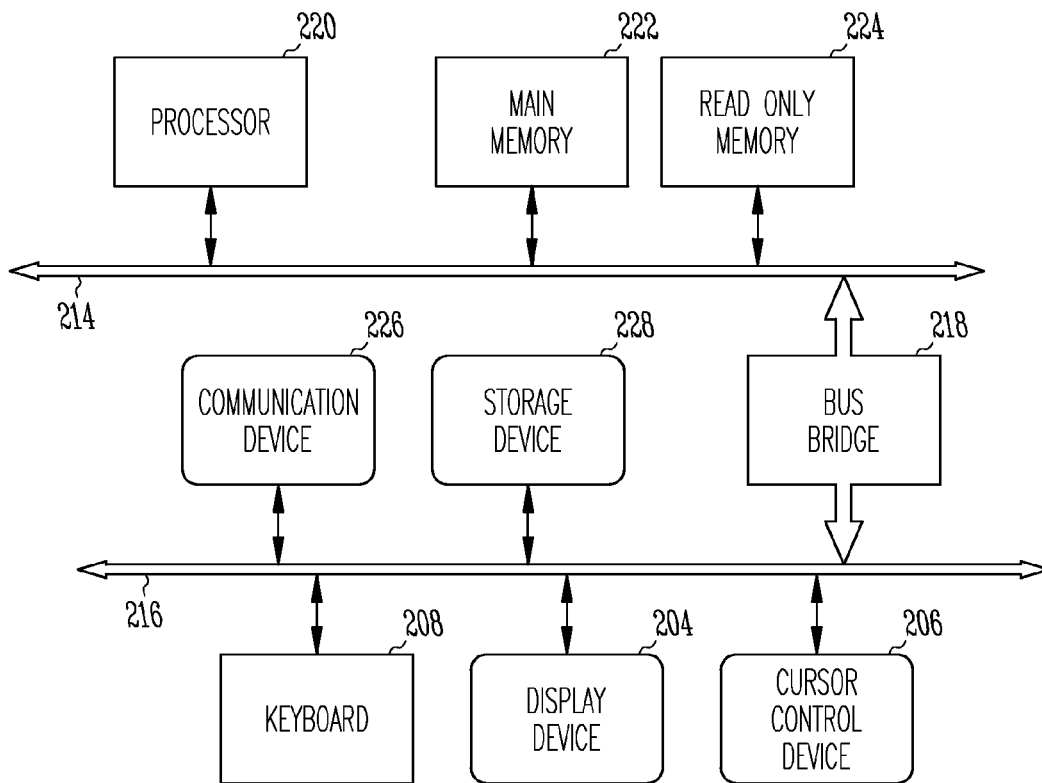 220
PROCESSOR
222
MAIN
MEMORY
224
READ ONLY
MEMORY
214
226
COMMUNICATION
DEVICE
228
STORAGE
DEVICE
218
BUS
BRIDGE
216
208
KEYBOARD
204
DISPLAY
DEVICE
206
CURSOR
CONTROL
DEVICE